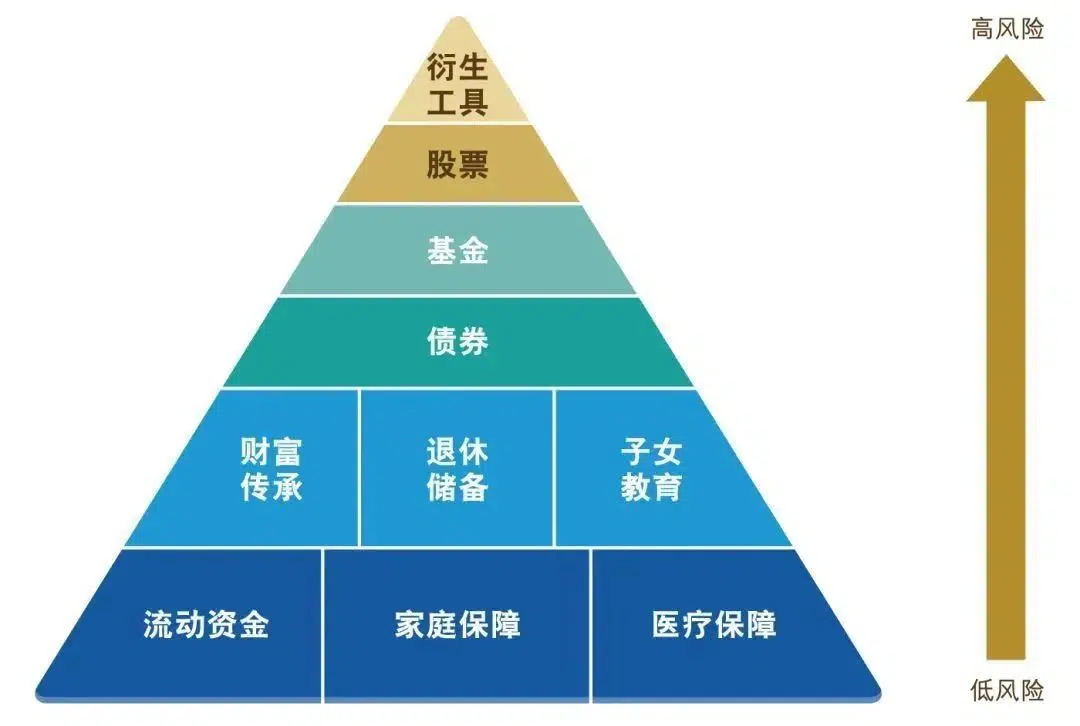 高风险
衍生
工具
股票
基金
债券
财富
传承
退休
储备
子女
教育
流动资金
家庭保障
医疗保障
低风险